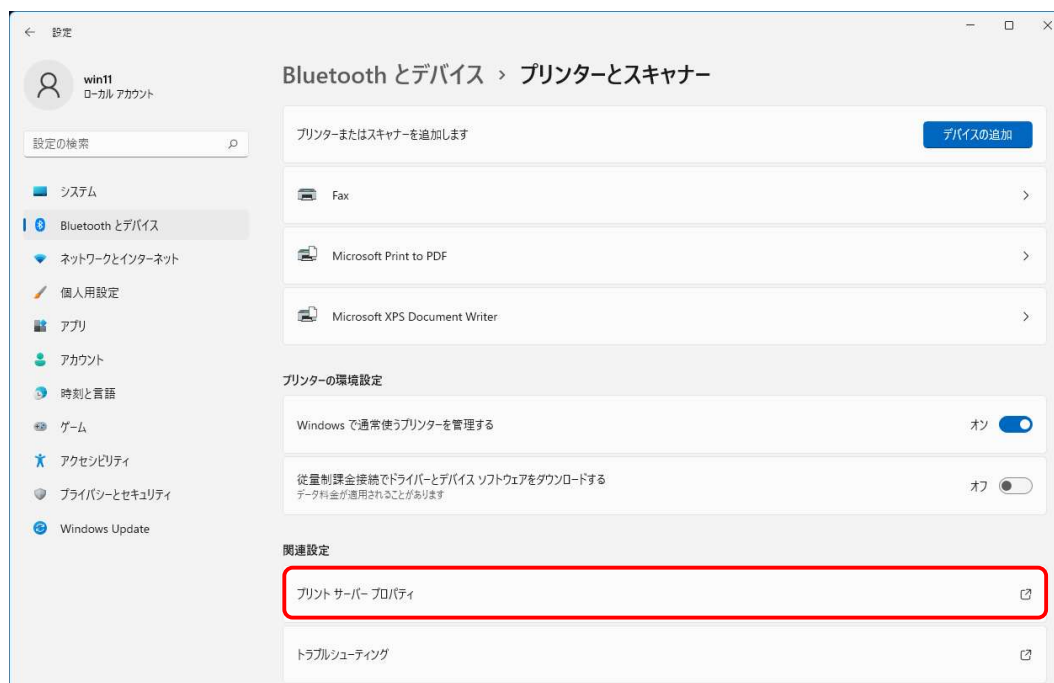 設定
win11
ローカル アカウント
設定の検索
システム
Bluetooth とデバイス
ネットワークとインターネット
個人用設定
アプリ
アカウント
時刻と言語
ゲーム
アクセシビリティ
プライバシーとセキュリティ
Windows Update
Bluetooth とデバイス › プリンターとスキャナー
プリンターまたはスキャナーを追加します
デバイスの追加
Fax
Microsoft Print to PDF
Microsoft XPS Document Writer
プリンターの環境設定
Windows で通常使うプリンターを管理する
オン
従量制課金接続でドライバーとデバイス ソフトウェアをダウンロードする
データ料金が適用されることがあります
オフ
関連設定
プリント サーバー プロパティ
トラブルシューティング